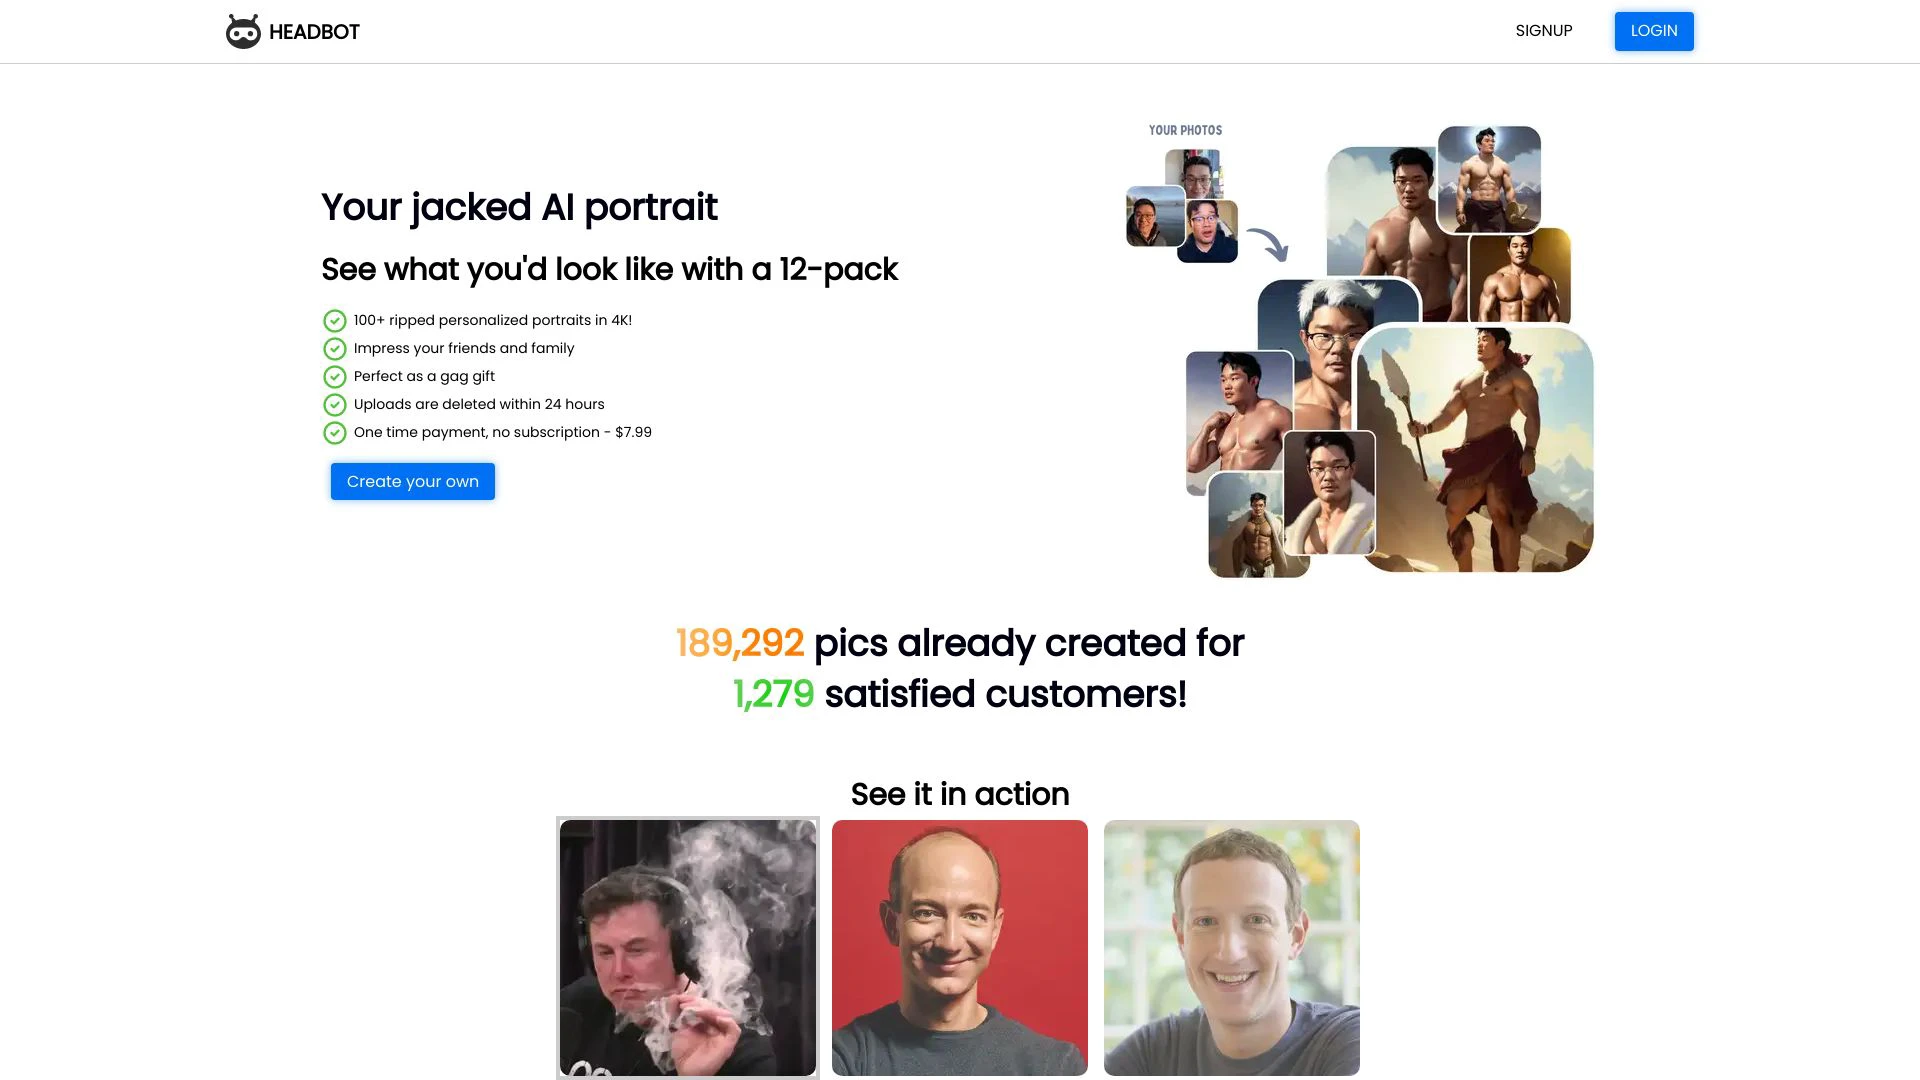 HEADBOT
SIGNUP
LOGIN
YOUR PHOTOS
Your jacked AI portrait
See what you'd look like with a 12-pack
100+ ripped personalized portraits in 4K!
Impress your friends and family
Perfect as a gag gift
Uploads are deleted within 24 hours
One time payment, no subscription - $7.99
Create your own
189,292 pics already created for
1,279 satisfied customers!
See it in action